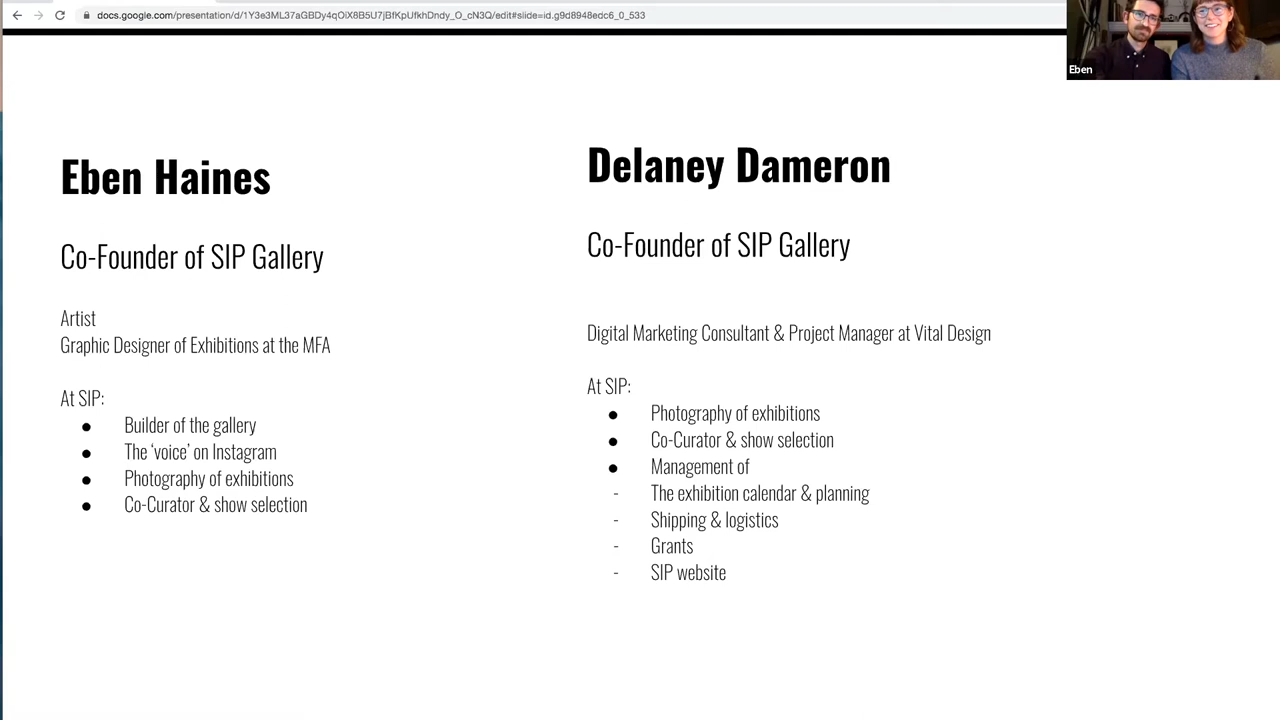 docs.google.com/presentation/d/1Y3e3ML37aGBDy4qOiX8B5U7jBfKpUfkhDndy_O_cN3Q/edit#slide=id.g9d8948edc6_0_533
Eben
Eben Haines
Co-Founder of SIP Gallery
Artist
Graphic Designer of Exhibitions at the MFA
At SIP:
● Builder of the gallery
● The ‘voice’ on Instagram
● Photography of exhibitions
● Co-Curator & show selection
Delaney Dameron
Co-Founder of SIP Gallery
Digital Marketing Consultant & Project Manager at Vital Design
At SIP:
● Photography of exhibitions
● Co-Curator & show selection
● Management of
- The exhibition calendar & planning
- Shipping & logistics
- Grants
- SIP website